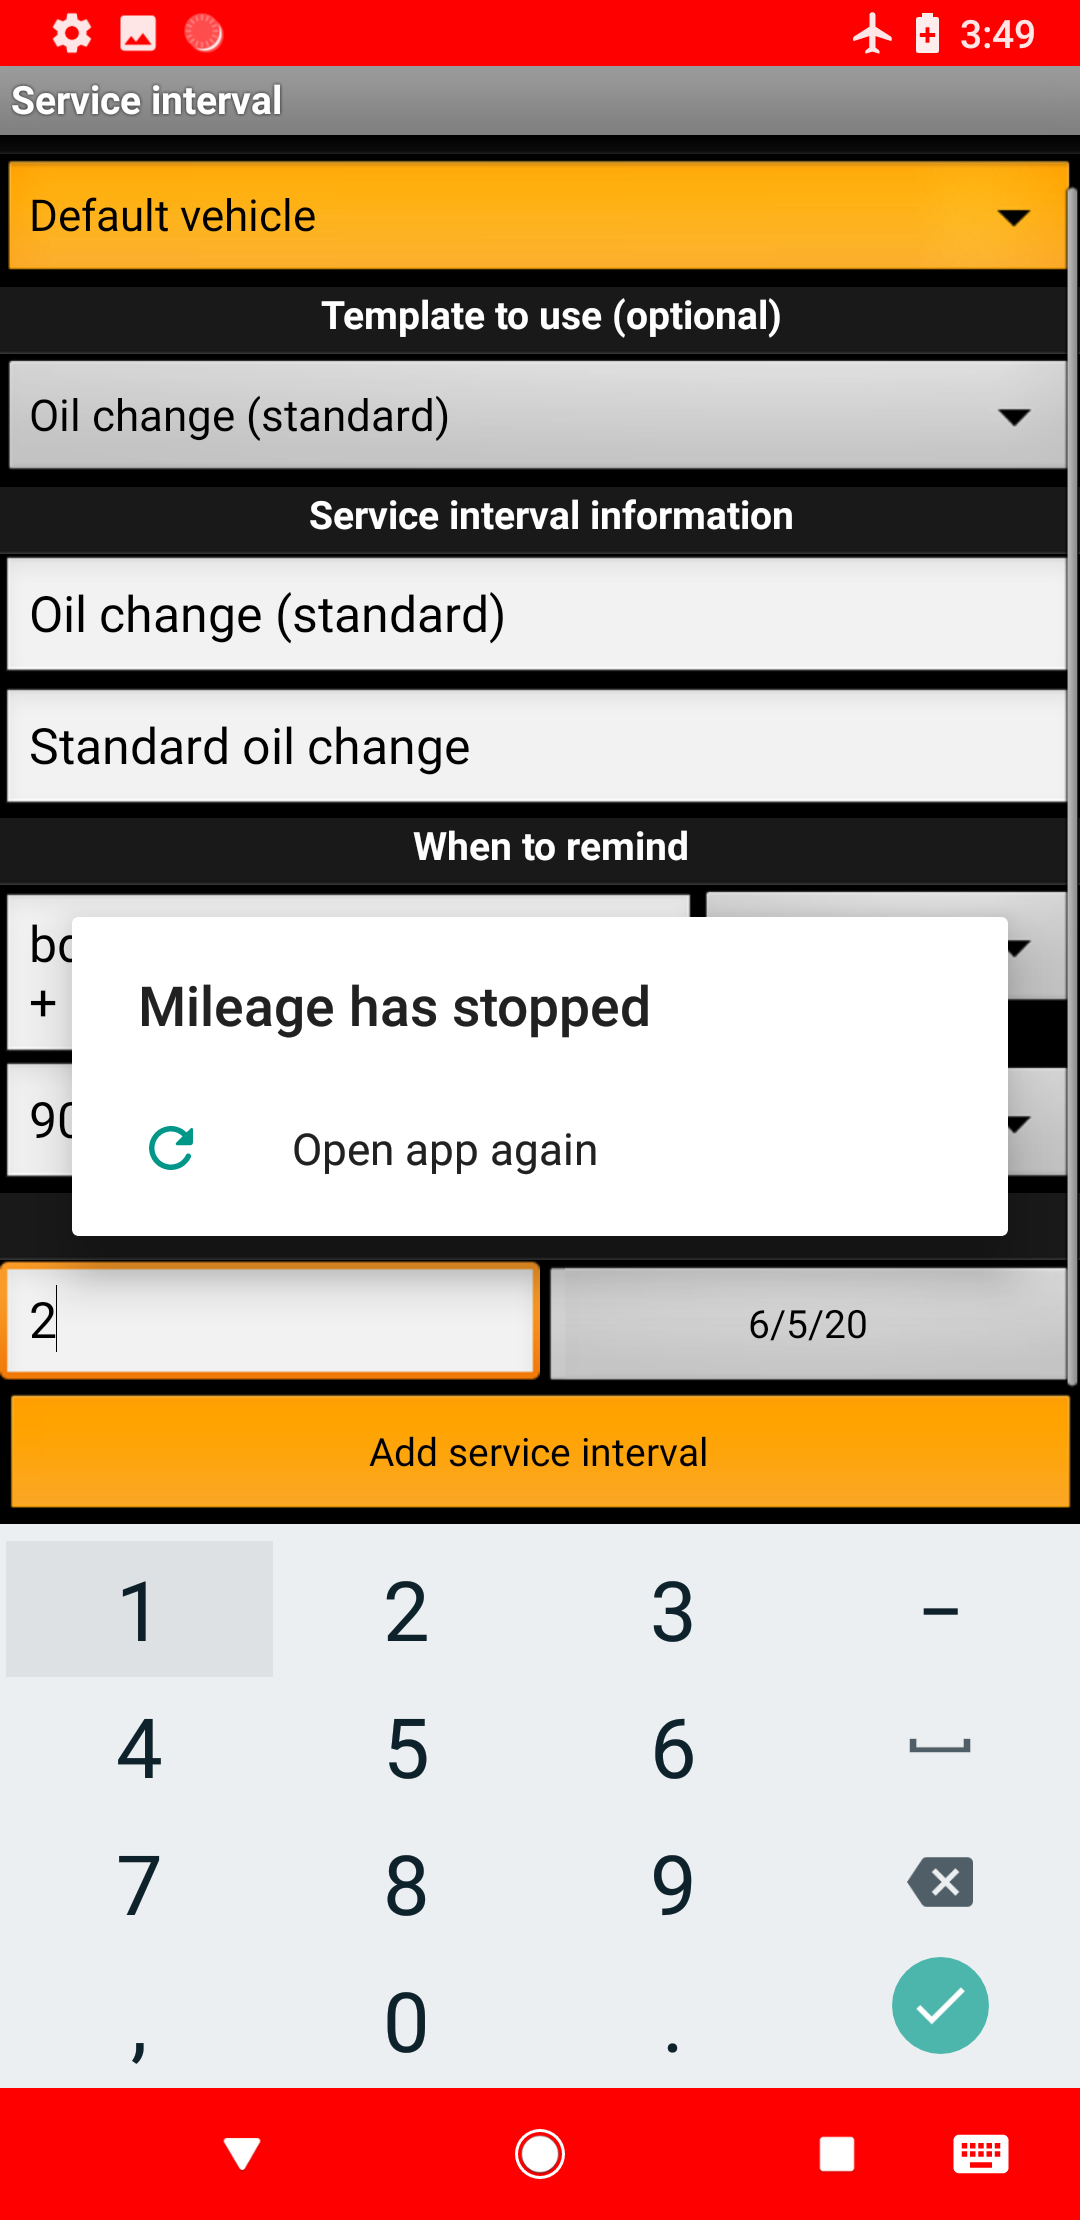 3:49
Service interval
Default vehicle
Template to use (optional)
Oil change (standard)
Service interval information
Oil change (standard)
Standard oil change
When to remind
+
Mileage has stopped
Open app again
2
6/5/20
Add service interval
1 2 3 –
4 5 6
7 8 9
, 0 .